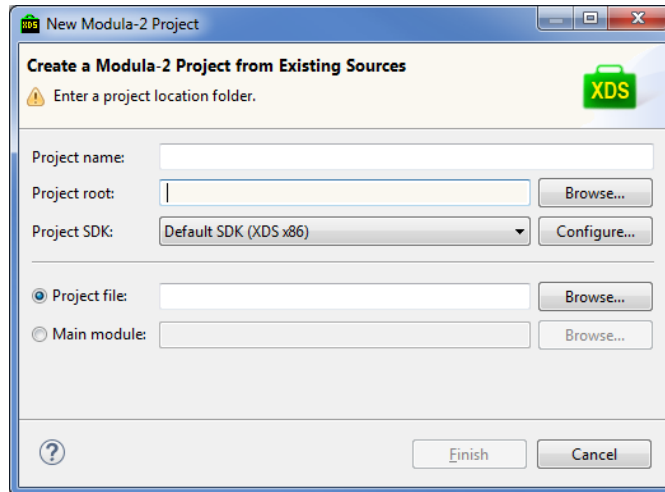 XDS New Modula-2 Project
Create a Modula-2 Project from Existing Sources
Enter a project location folder.
XDS
Project name:
Project root:
Browse...
Project SDK:
Default SDK (XDS x86)
Configure...
Project file:
Browse...
Main module:
Browse...
?
Finish
Cancel